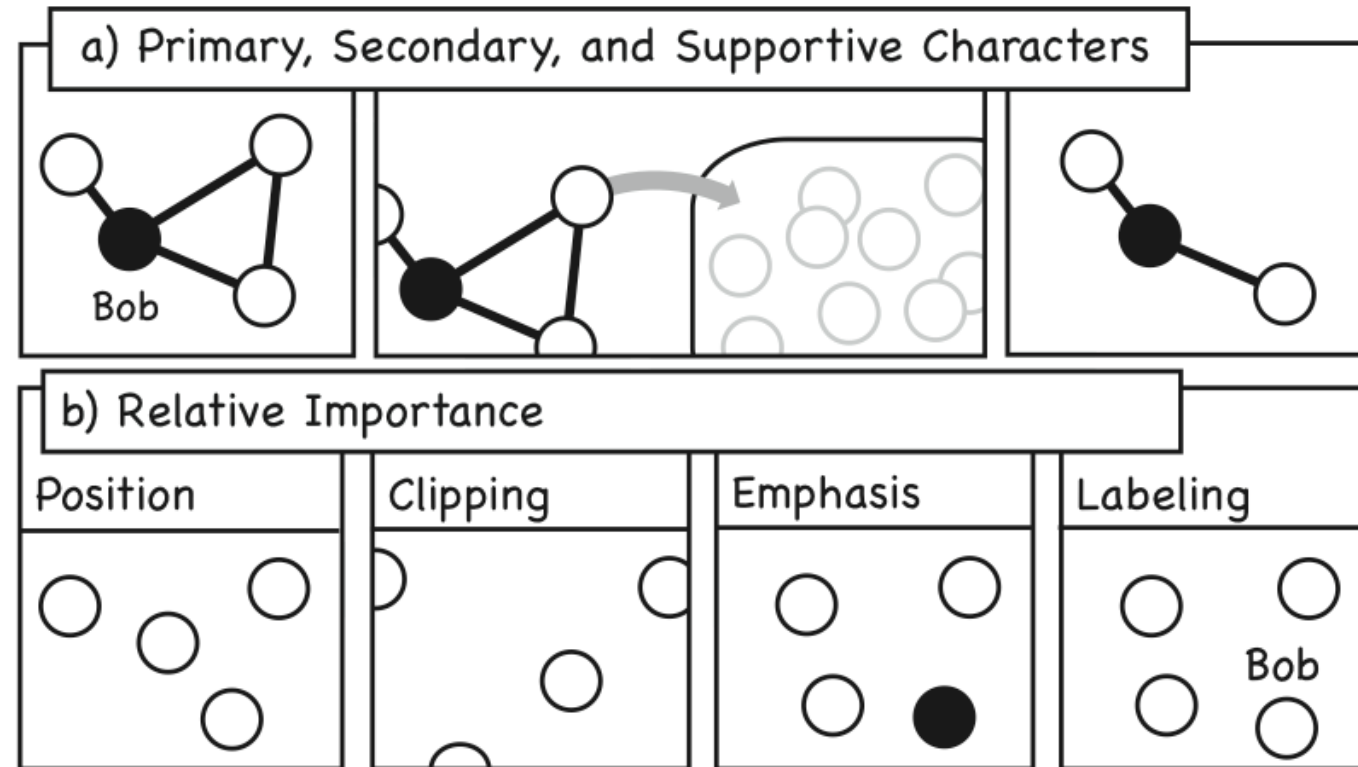 a) Primary, Secondary, and Supportive Characters
Bob
b) Relative Importance
Position
Clipping
Emphasis
Labeling
Bob